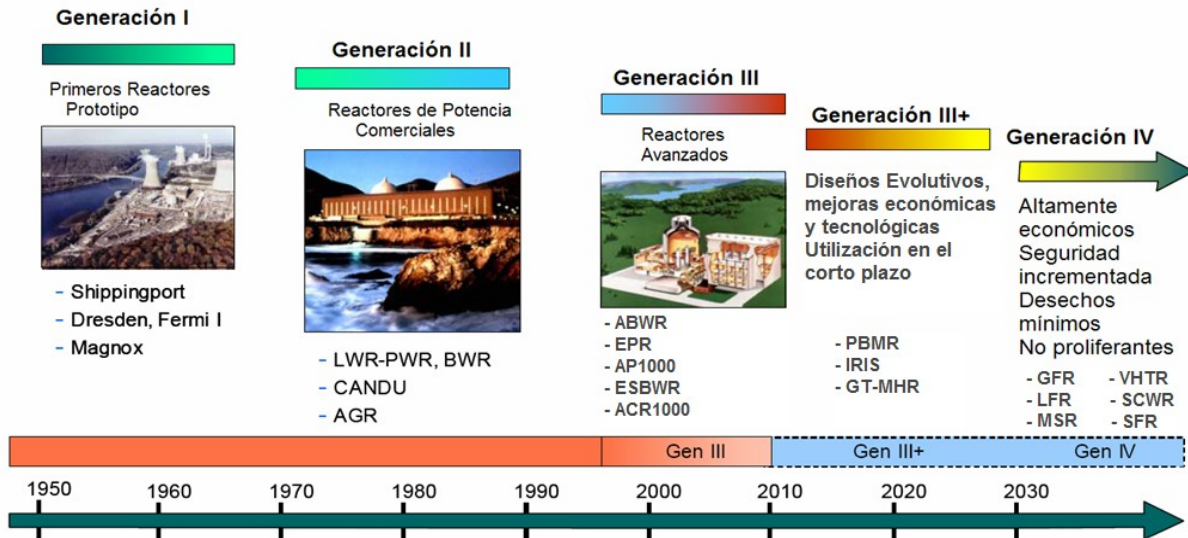 Generación I
Primeros Reactores
Prototipo
- Shippingport
- Dresden, Fermi I
- Magnox
Generación II
Reactores de Potencia
Comerciales
- LWR-PWR, BWR
- CANDU
- AGR
Generación III
Reactores
Avanzados
- ABWR
- EPR
- AP1000
- ESBWR
- ACR1000
Generación III+
Diseños Evolutivos,
mejoras económicas
y tecnológicas
Utilización en el
corto plazo
- PBMR
- IRIS
- GT-MHR
Generación IV
Altamente
económicos
Seguridad
incrementada
Desechos
mínimos
No proliferantes
- GFR - VHTR
- LFR - SCWR
- MSR - SFR
Gen III Gen III+ Gen IV
1950 1960 1970 1980 1990 2000 2010 2020 2030